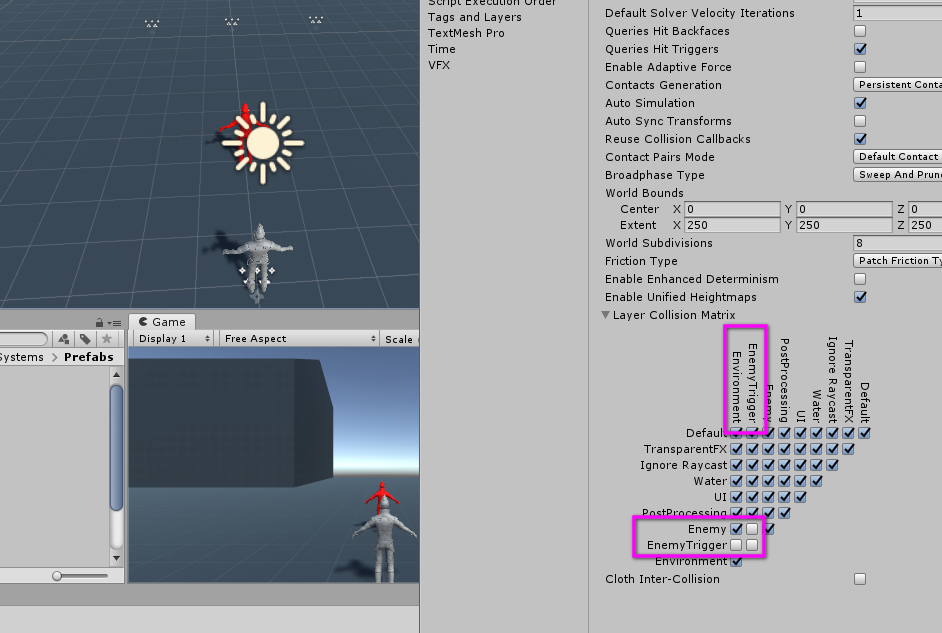 Script Execution Order
Tags and Layers
TextMesh Pro
Time
VFX
Default Solver Velocity Iterations 1
Queries Hit Backfaces
Queries Hit Triggers
Enable Adaptive Force
Contacts Generation Persistent Conta
Auto Simulation
Auto Sync Transforms
Reuse Collision Callbacks
Contact Pairs Mode Default Contact
Broadphase Type Sweep And Prune
World Bounds
Center X 0 Y 0 Z 0
Extent X 250 Y 250 Z 250
World Subdivisions 8
Friction Type Patch Friction Ty
Enable Enhanced Determinism
Enable Unified Heightmaps
Layer Collision Matrix
Environment
EnemyTrigger
Enemy
PostProcessing
UI
Water
Ignore Raycast
TransparentFX
Default
Default
TransparentFX
Ignore Raycast
Water
UI
PostProcessing
Enemy
EnemyTrigger
Environment
Cloth Inter-Collision
Game
Display 1 Free Aspect Scale
Systems > Prefabs